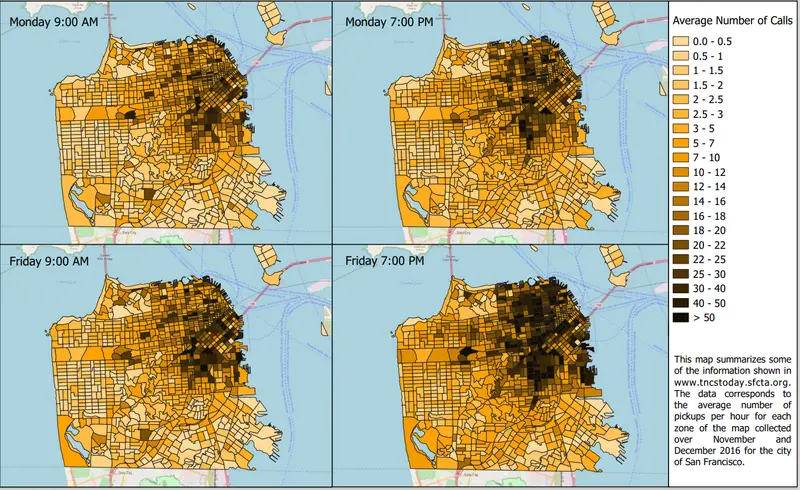 Monday 9:00 AM
Monday 7:00 PM
Average Number of Calls
0.0 - 0.5
0.5 - 1
1 - 1.5
1.5 - 2
2 - 2.5
2.5 - 3
3 - 5
5 - 7
7 - 10
10 - 12
12 - 14
14 - 16
16 - 18
18 - 20
20 - 22
22 - 25
25 - 30
30 - 40
40 - 50
> 50
Friday 9:00 AM
Friday 7:00 PM
This map summarizes some
of the information shown in
www.tncstoday.sfcta.org.
The data corresponds to
the average number of
pickups per hour for each
zone of the map collected
over November and
December 2016 for the city
of San Francisco.